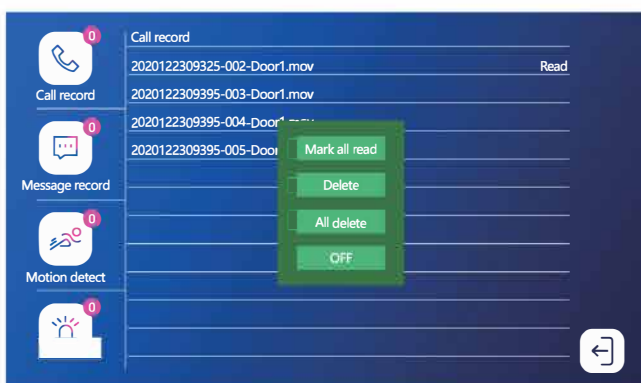 0
Call record
Call record
2020122309325-002-Door1.mov
Read
2020122309395-003-Door1.mov
0
2020122309395-004-Door1.mov
2020122309395-005-Door
Message record
0
Motion detect
0
Mark all read
Delete
All delete
OFF